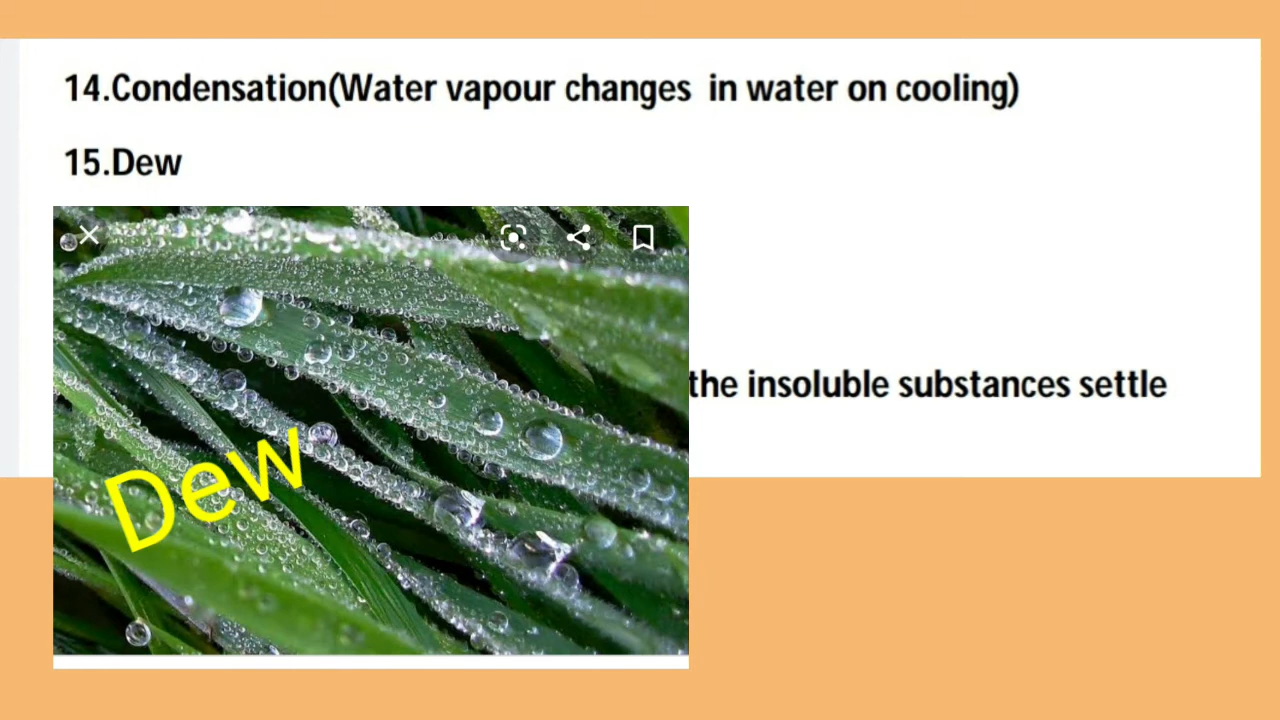 14.Condensation(Water vapour changes in water on cooling)
15.Dew
the insoluble substances settle
Dew